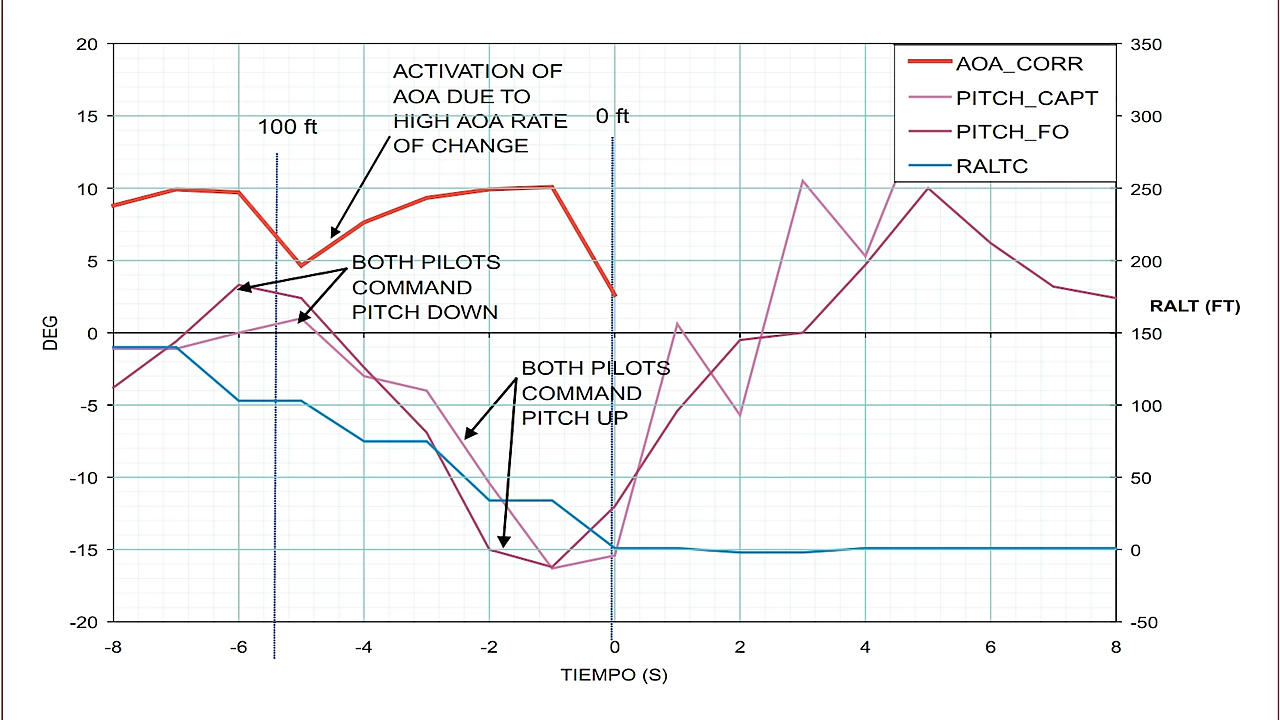 20
15
10
5
0
-5
-10
-15
-20
DEG
350
300
250
200
150
100
50
0
-50
RALT (FT)
-8
-6
-4
-2
0
2
4
6
8
TIEMPO (S)
100 ft
ACTIVATION OF
AOA DUE TO
HIGH AOA RATE
OF CHANGE
0 ft
BOTH PILOTS
COMMAND
PITCH DOWN
BOTH PILOTS
COMMAND
PITCH UP
AOA_CORR
PITCH_CAPT
PITCH_FO
RALTC